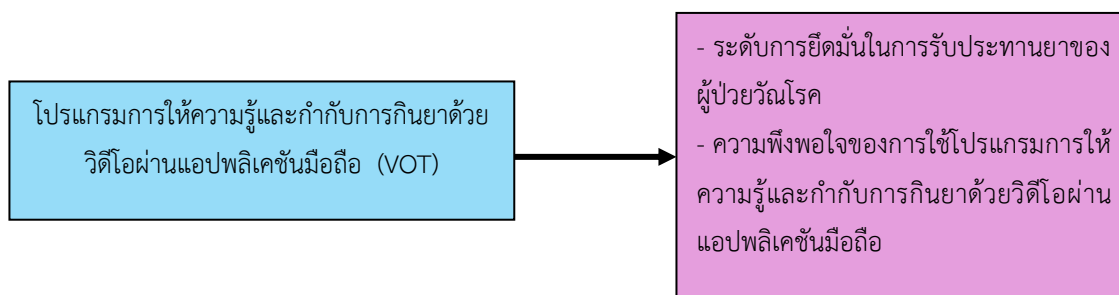 โปรแกรมการให้ความรู้และกำกับการกินยาด้วย
วิดีโอผ่านแอปพลิเคชันมือถือ (VOT)
- ระดับการยึดมั่นในการรับประทานยาของ
ผู้ป่วยวัณโรค
- ความพึงพอใจของการใช้โปรแกรมการให้
ความรู้และกำกับการกินยาด้วยวิดีโอผ่าน
แอปพลิเคชันมือถือ